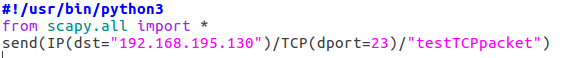 #!/usr/bin/python3
from scapy.all import *
send(IP(dst="192.168.195.130")/TCP(dport=23)/"testTCPpacket")